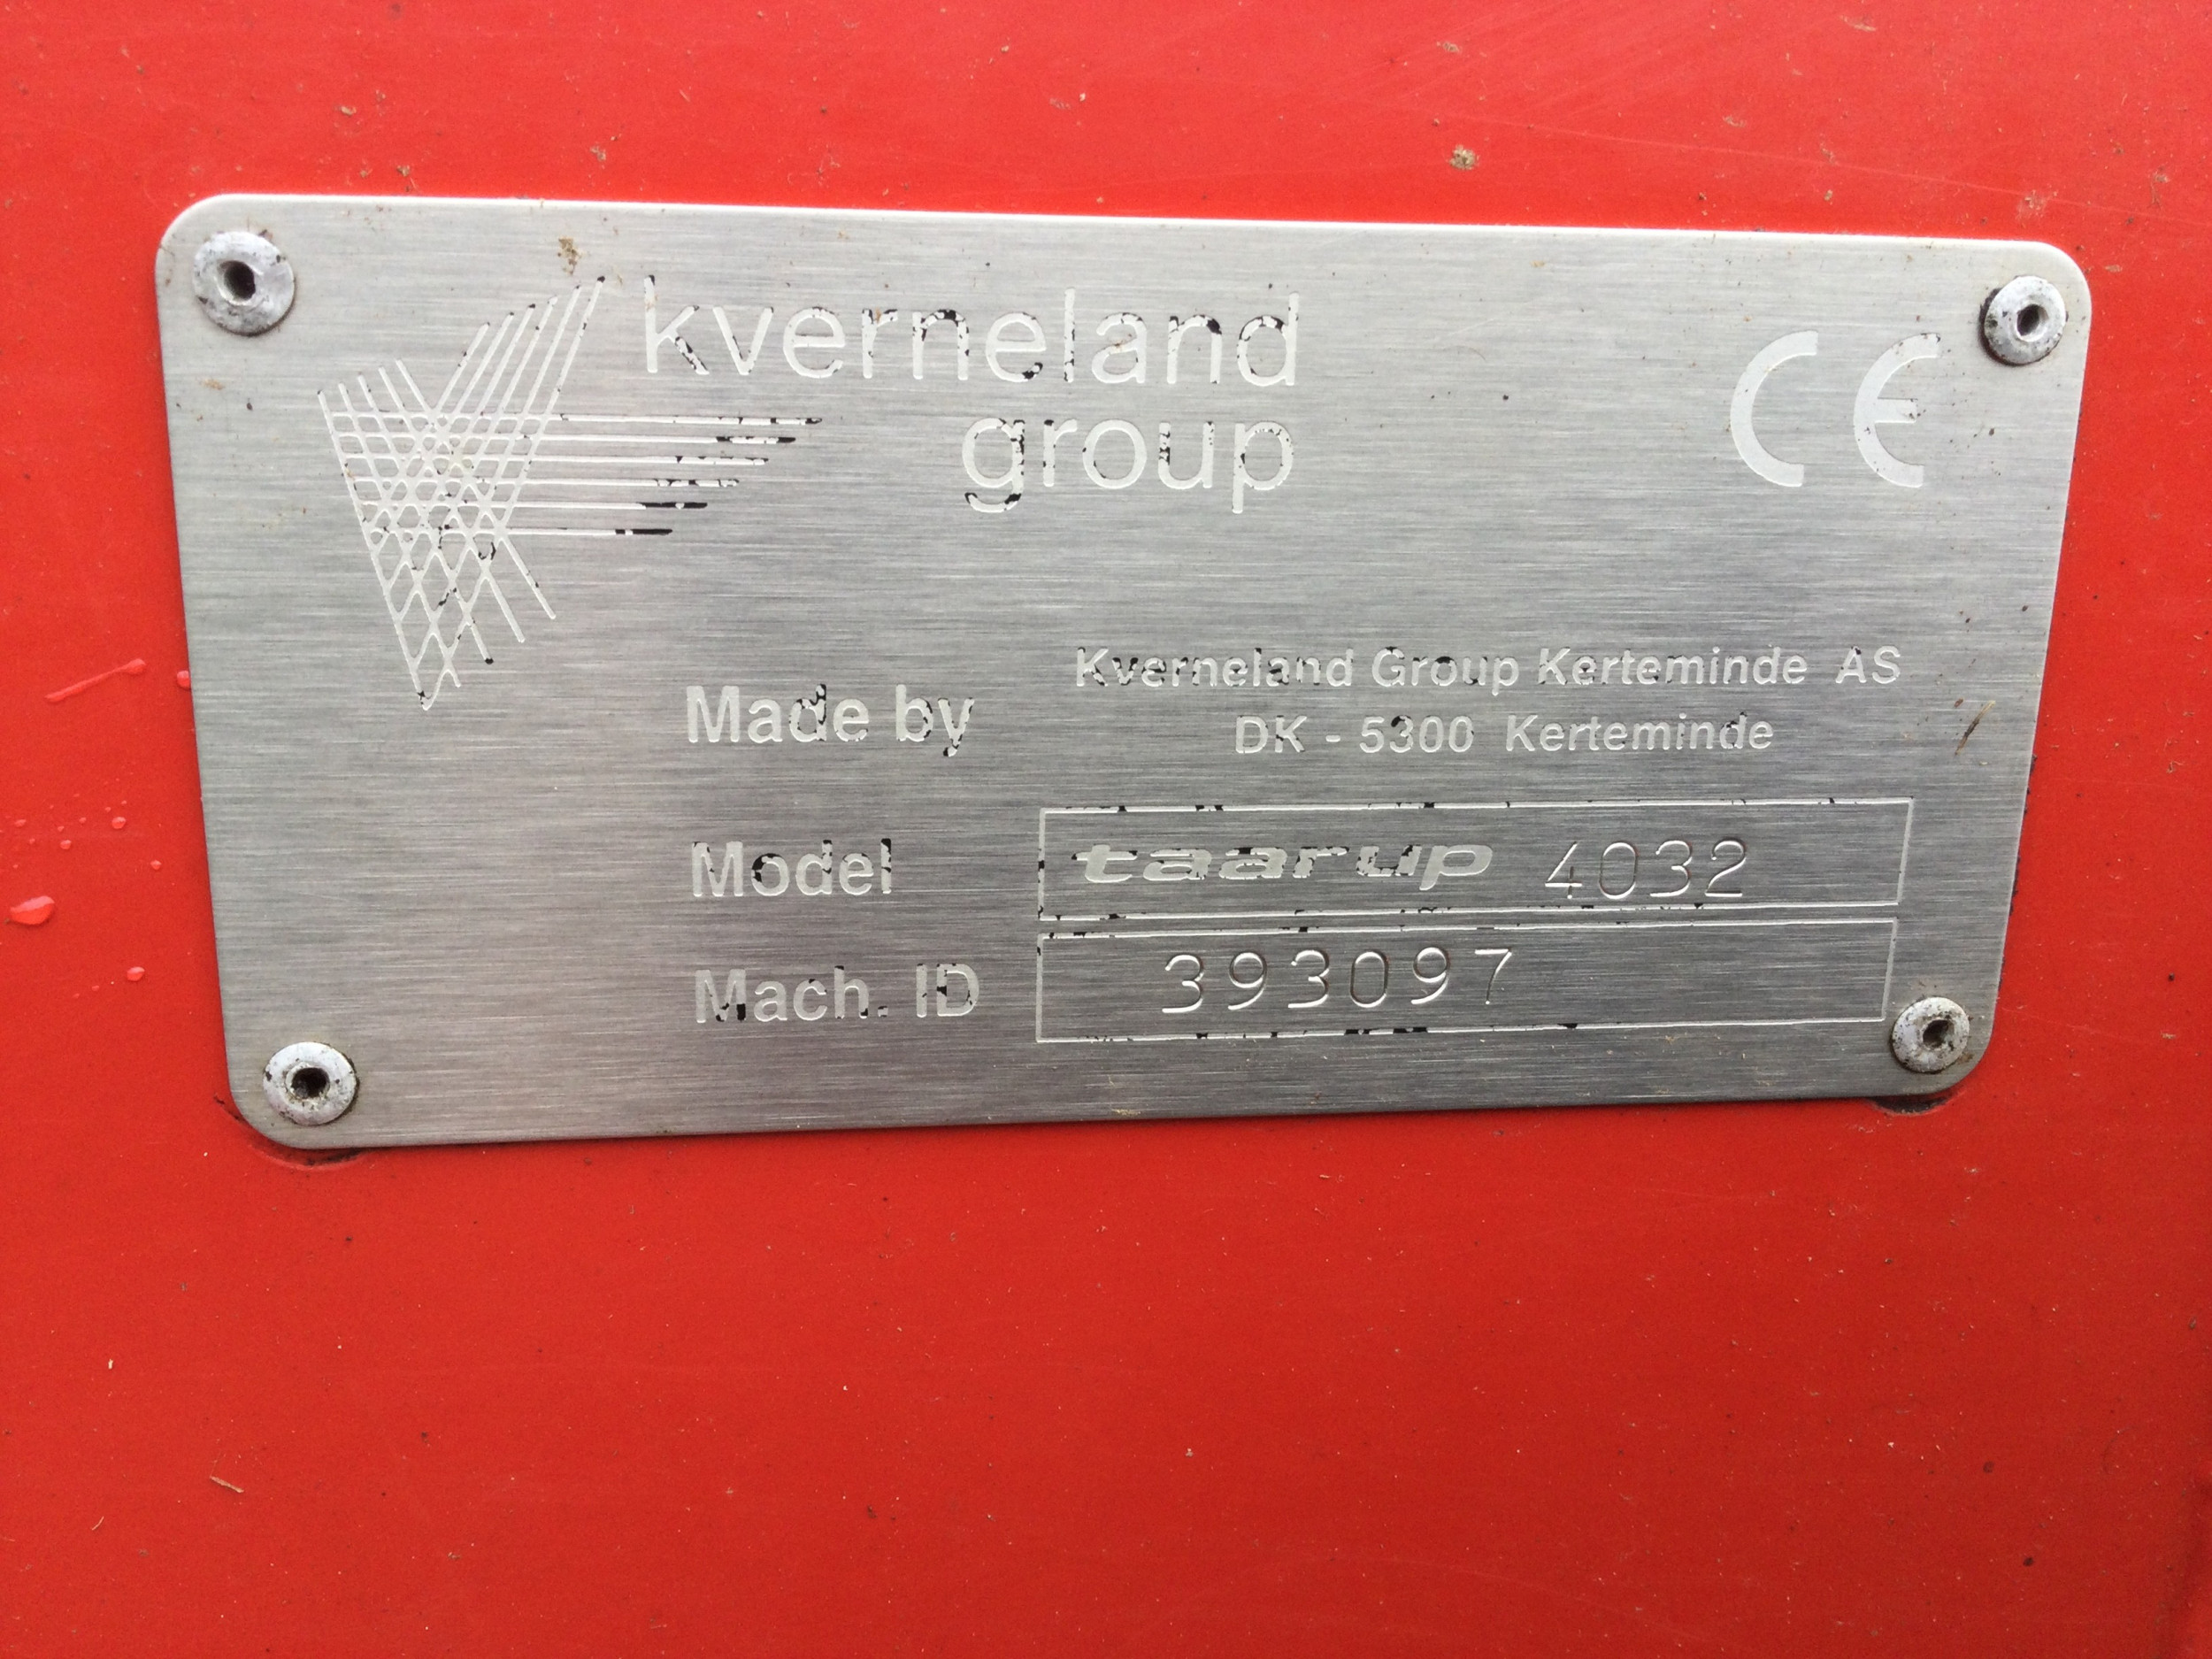 kverneland
group
CE
Made by Kverneland Group Kerteminde AS
DK - 5300 Kerteminde
Model taarup 4032
Mach. ID 393097